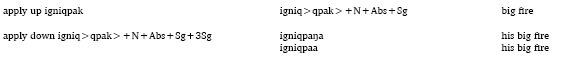 apply up igniqpak igniq>qpak>+N+Abs+Sg big fire
apply down igniq>qpak>+N+Abs+Sg+3Sg igniqpaŋa his big fire
igniqpaa his big fire